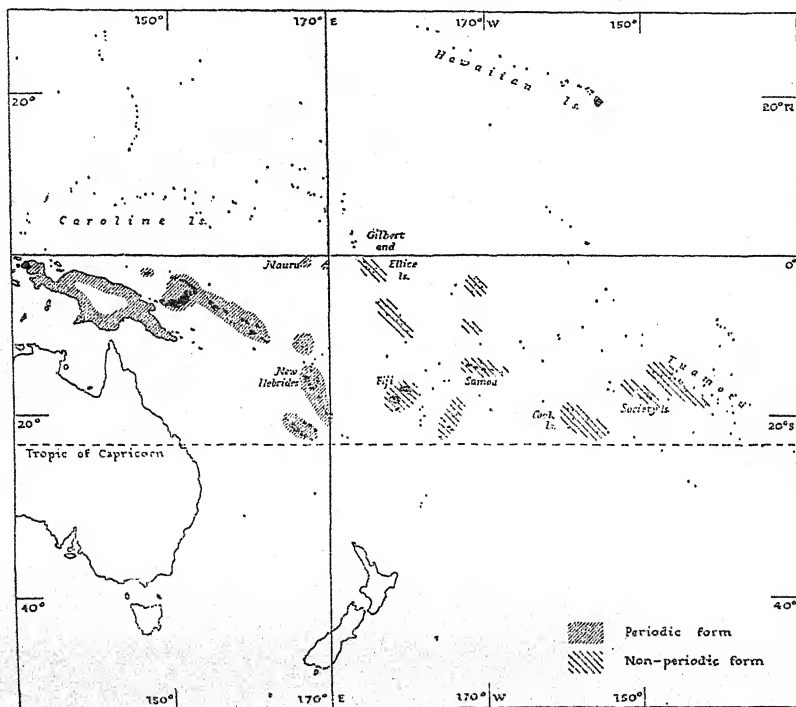 150°
170° E
170° W
150°
Hawaiian Is.
20°
20°N
Caroline Is.
Gilbert
and
Ellice
Is.
Nauru
0°
New
Hebrides
Fiji
Samoa
Tuamotu
Society Is.
Cook
Is.
20°
20°S
Tropic of Capricorn
40°
40°
Periodic form
Non-periodic form
150°
170° E
170° W
150°